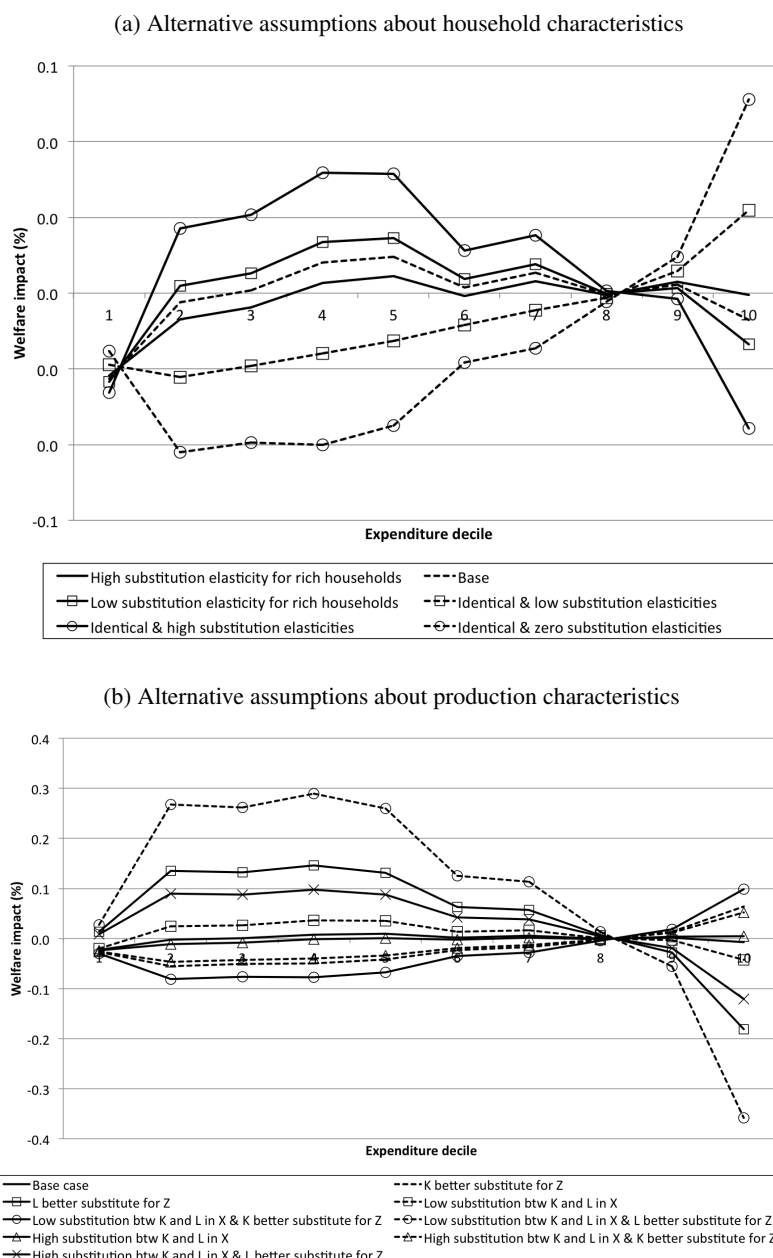 (a) Alternative assumptions about household characteristics
0.1
0.0
0.0
0.0
0.0
0.0
-0.1
Welfare impact (%)
1 2 3 4 5 6 7 8 9 10
Expenditure decile
High substitution elasticity for rich households Base
Low substitution elasticity for rich households Identical & low substitution elasticities
Identical & high substitution elasticities Identical & zero substitution elasticities
(b) Alternative assumptions about production characteristics
0.4
0.3
0.2
0.1
0.0
-0.1
-0.2
-0.3
-0.4
Welfare impact (%)
1 2 3 4 5 6 7 8 9 10
Expenditure decile
Base case K better substitute for Z
L better substitute for Z Low substitution btw K and L in X
Low substitution btw K and L in X & K better substitute for Z Low substitution btw K and L in X & L better substitute for Z
High substitution btw K and L in X High substitution btw K and L in X & K better substitute for Z
High substitution btw K and L in X & L better substitute for Z